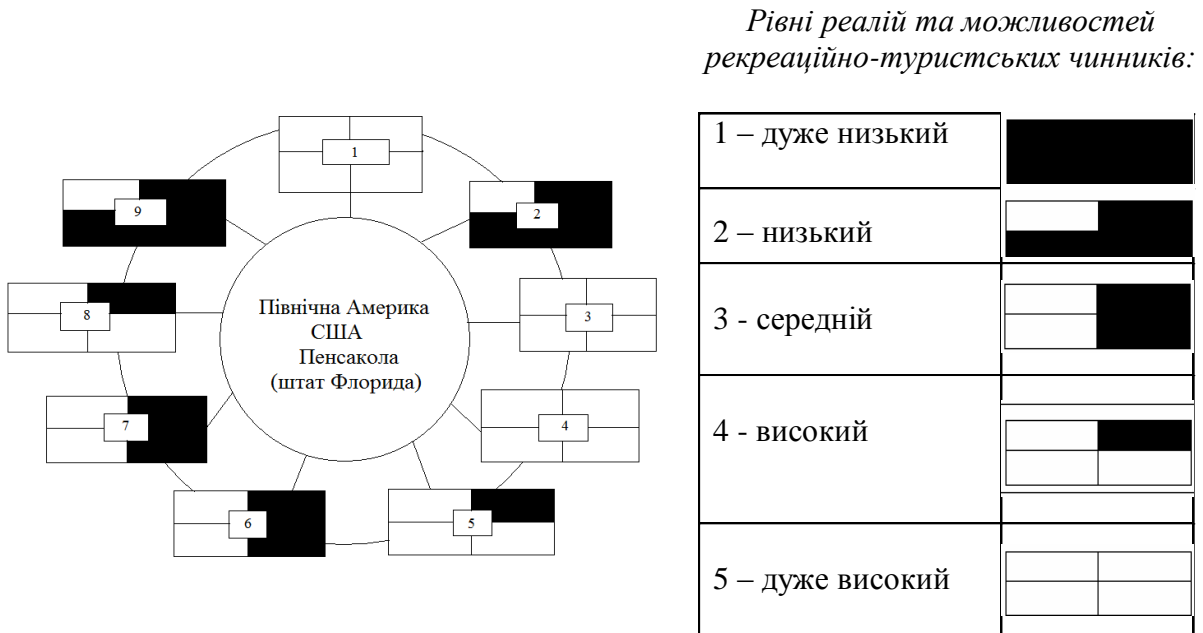 Рівні реалій та можливостей
рекреаційно-туристських чинників:
1
2
3
4
5
6
7
8
9
Північна Америка
США
Пенсакола
(штат Флорида)
1 – дуже низький
2 – низький
3 - середній
4 - високий
5 – дуже високий